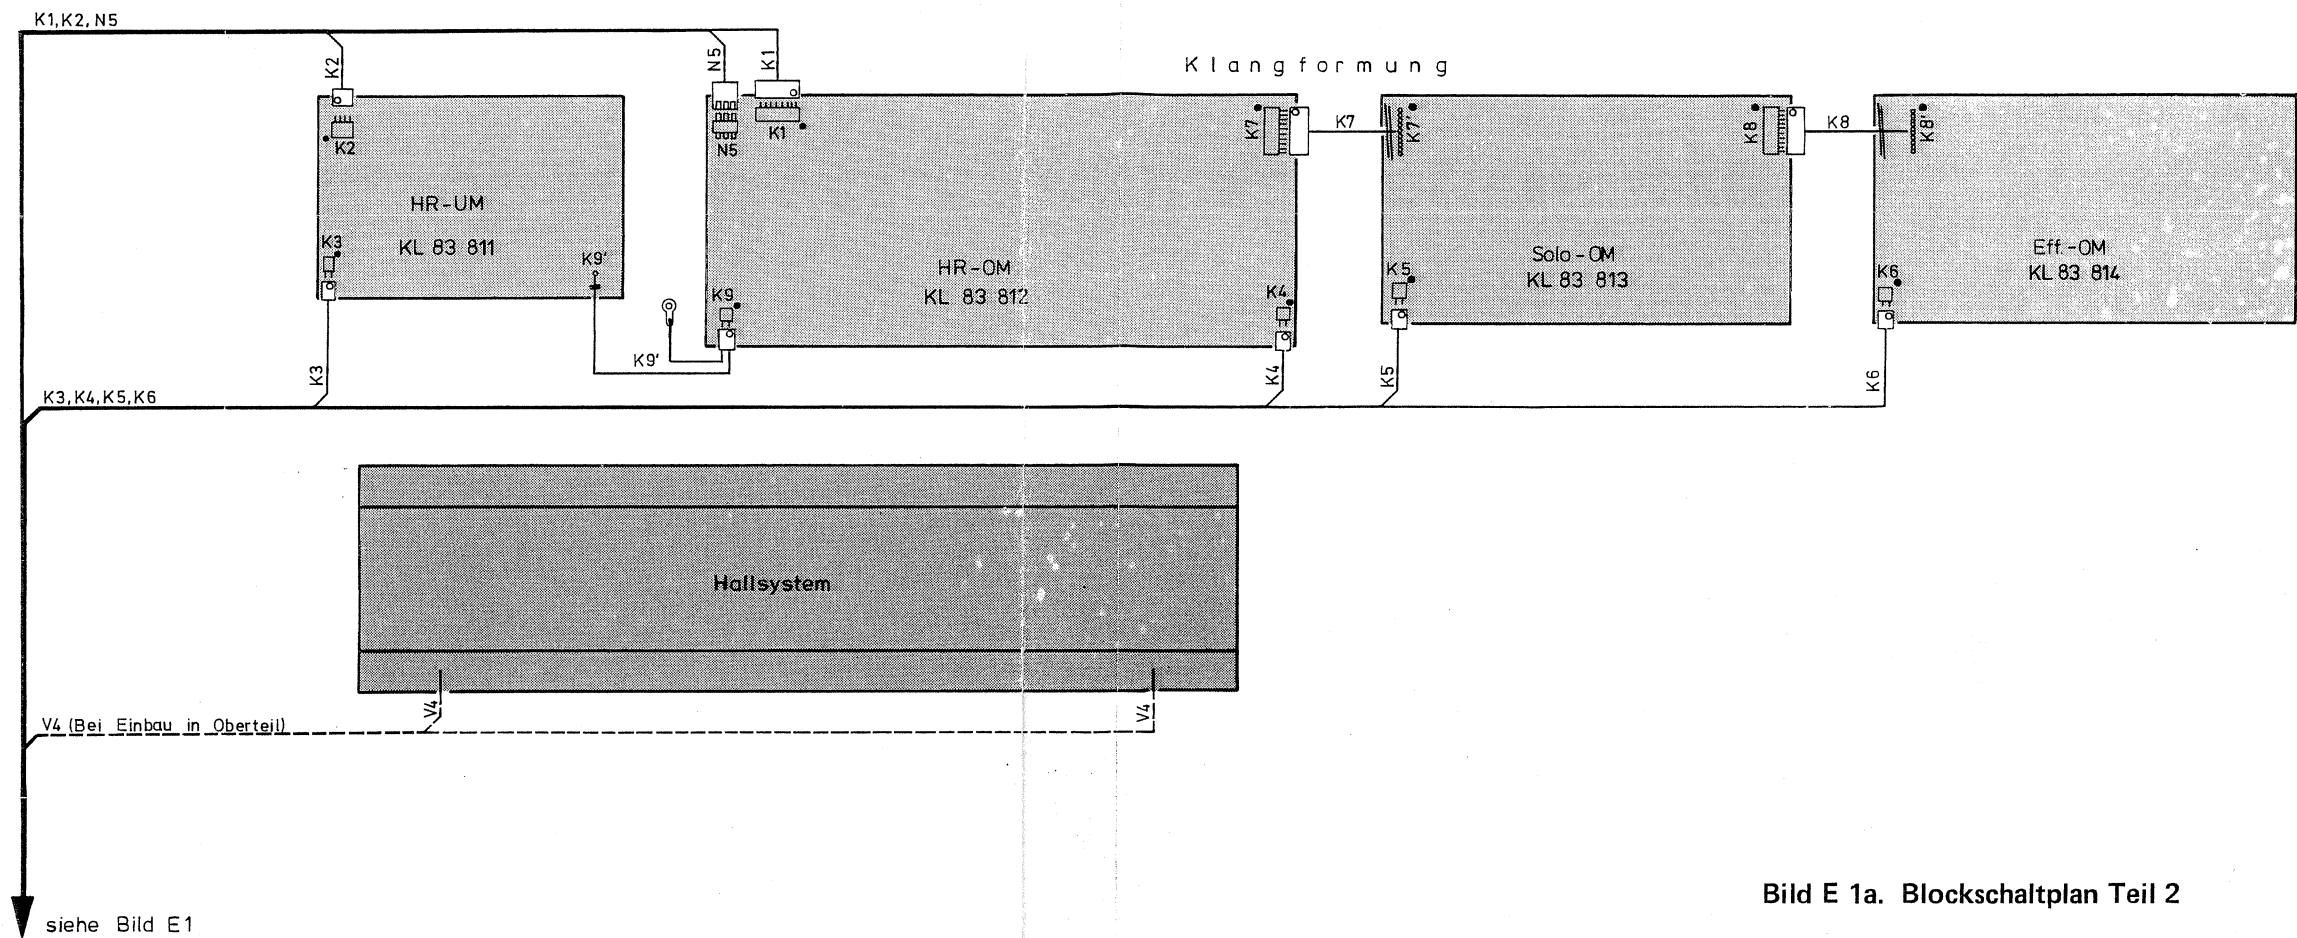 K1,K2,N5
K2
N5
K1
Klangformung
K2
N5
K1
K7
K7
K7'
K8
K8
K8'
HR-UM
KL 83 811
K3
K9'
HR-OM
KL 83 812
K9
K4
Solo-OM
KL 83 813
K5
Eff.-OM
KL 83 814
K6
K3
K9'
K4
K5
K6
K3,K4,K5,K6
Hallsystem
V4
V4
V4 (Bei Einbau in Oberteil)
Bild E 1a. Blockschaltplan Teil 2
siehe Bild E1